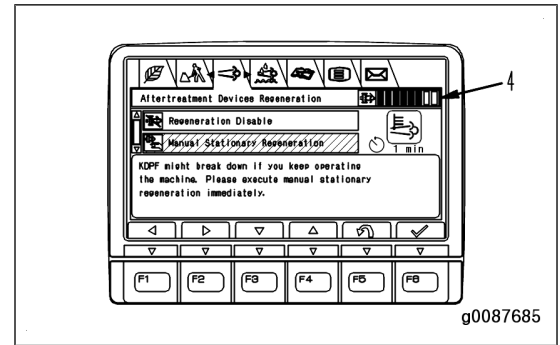 4
Aftertreatment Devices Regeneration
Regeneration Disable
Manual Stationary Regeneration
1 min
KDPF might break down if you keep operating
the machine. Please execute manual stationary
regeneration immediately.
F1 F2 F3 F4 F5 F6
g0087685